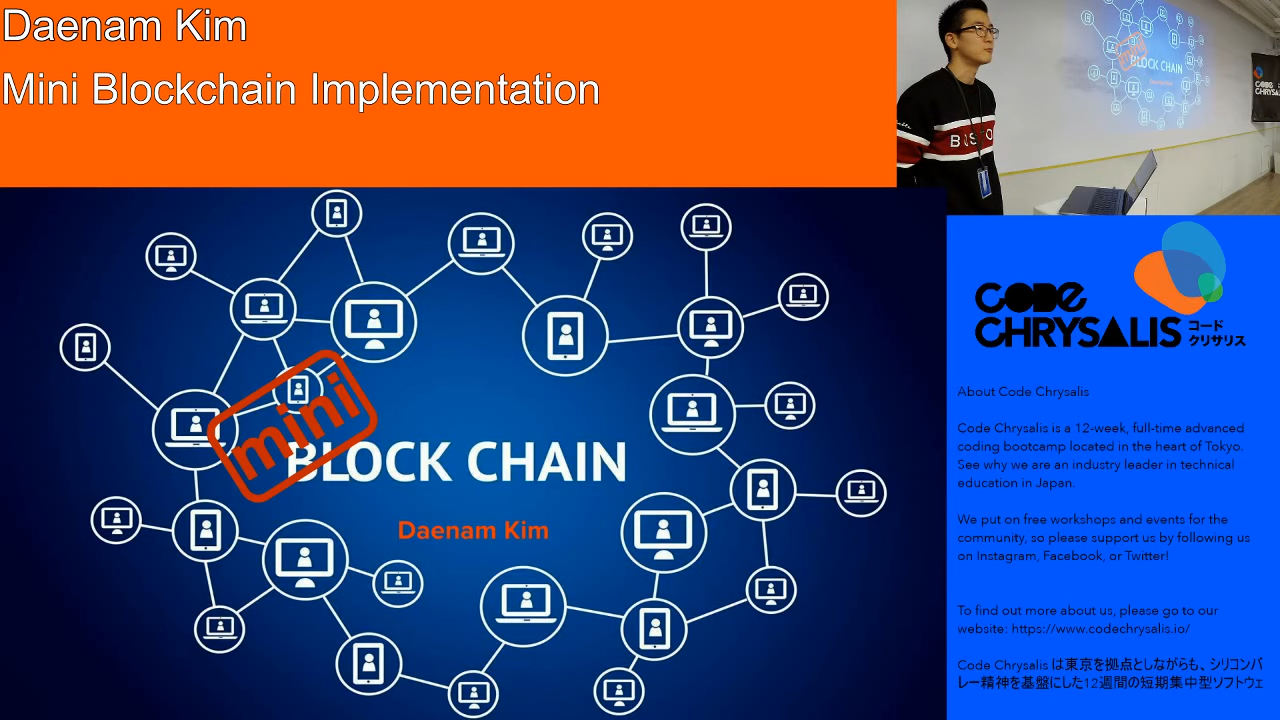 Daenam Kim
Mini Blockchain Implementation
mini
BLOCK CHAIN
Daenam Kim
mini
BLOCK CHAIN
CODE
CHRYSALIS
コード
クリサリス
About Code Chrysalis
Code Chrysalis is a 12-week, full-time advanced
coding bootcamp located in the heart of Tokyo.
See why we are an industry leader in technical
education in Japan.
We put on free workshops and events for the
community, so please support us by following us
on Instagram, Facebook, or Twitter!
To find out more about us, please go to our
website: https://www.codechrysalis.io/
Code Chrysalis は東京を拠点としながらも、シリコンバ
レー精神を基盤にした12週間の短期集中型ソフトウェ